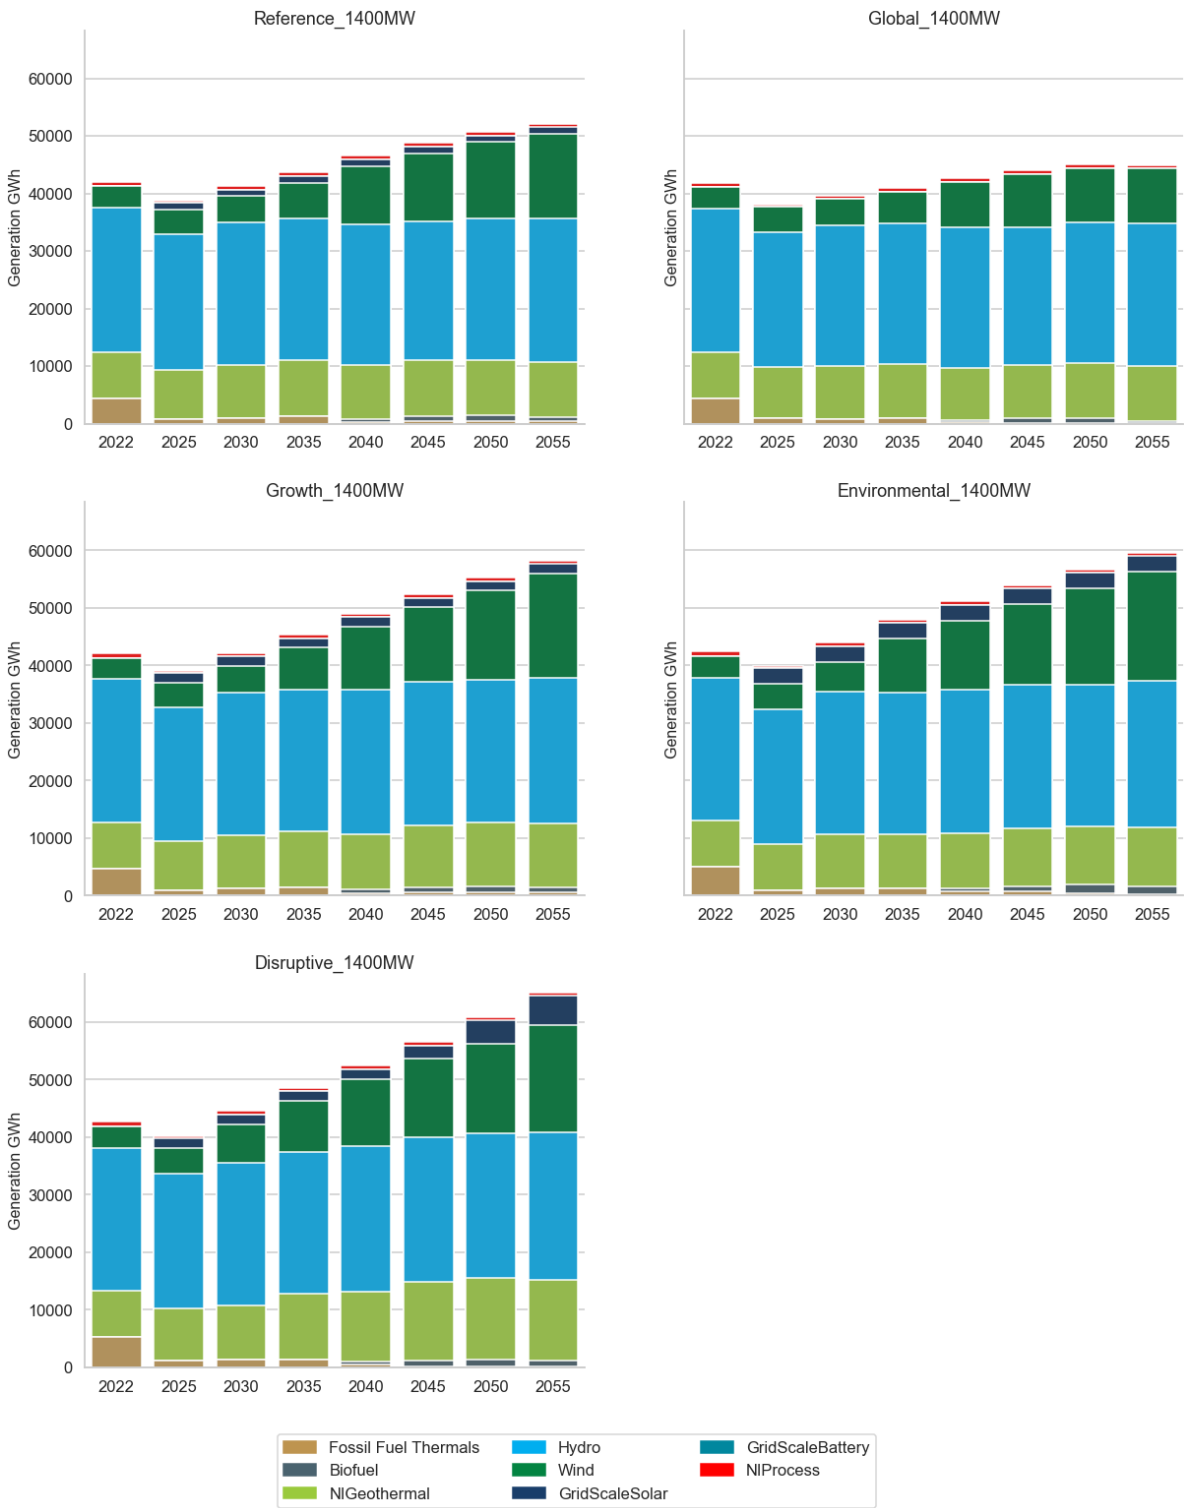 Reference_1400MW
Global_1400MW
Generation GWh
60000
50000
40000
30000
20000
10000
0
2022 2025 2030 2035 2040 2045 2050 2055
Generation GWh
2022 2025 2030 2035 2040 2045 2050 2055
Growth_1400MW
Environmental_1400MW
Generation GWh
60000
50000
40000
30000
20000
10000
0
2022 2025 2030 2035 2040 2045 2050 2055
Generation GWh
2022 2025 2030 2035 2040 2045 2050 2055
Disruptive_1400MW
Generation GWh
60000
50000
40000
30000
20000
10000
0
2022 2025 2030 2035 2040 2045 2050 2055
Fossil Fuel Thermals
Biofuel
NIGeothermal
Hydro
Wind
GridScaleSolar
GridScaleBattery
NIProcess